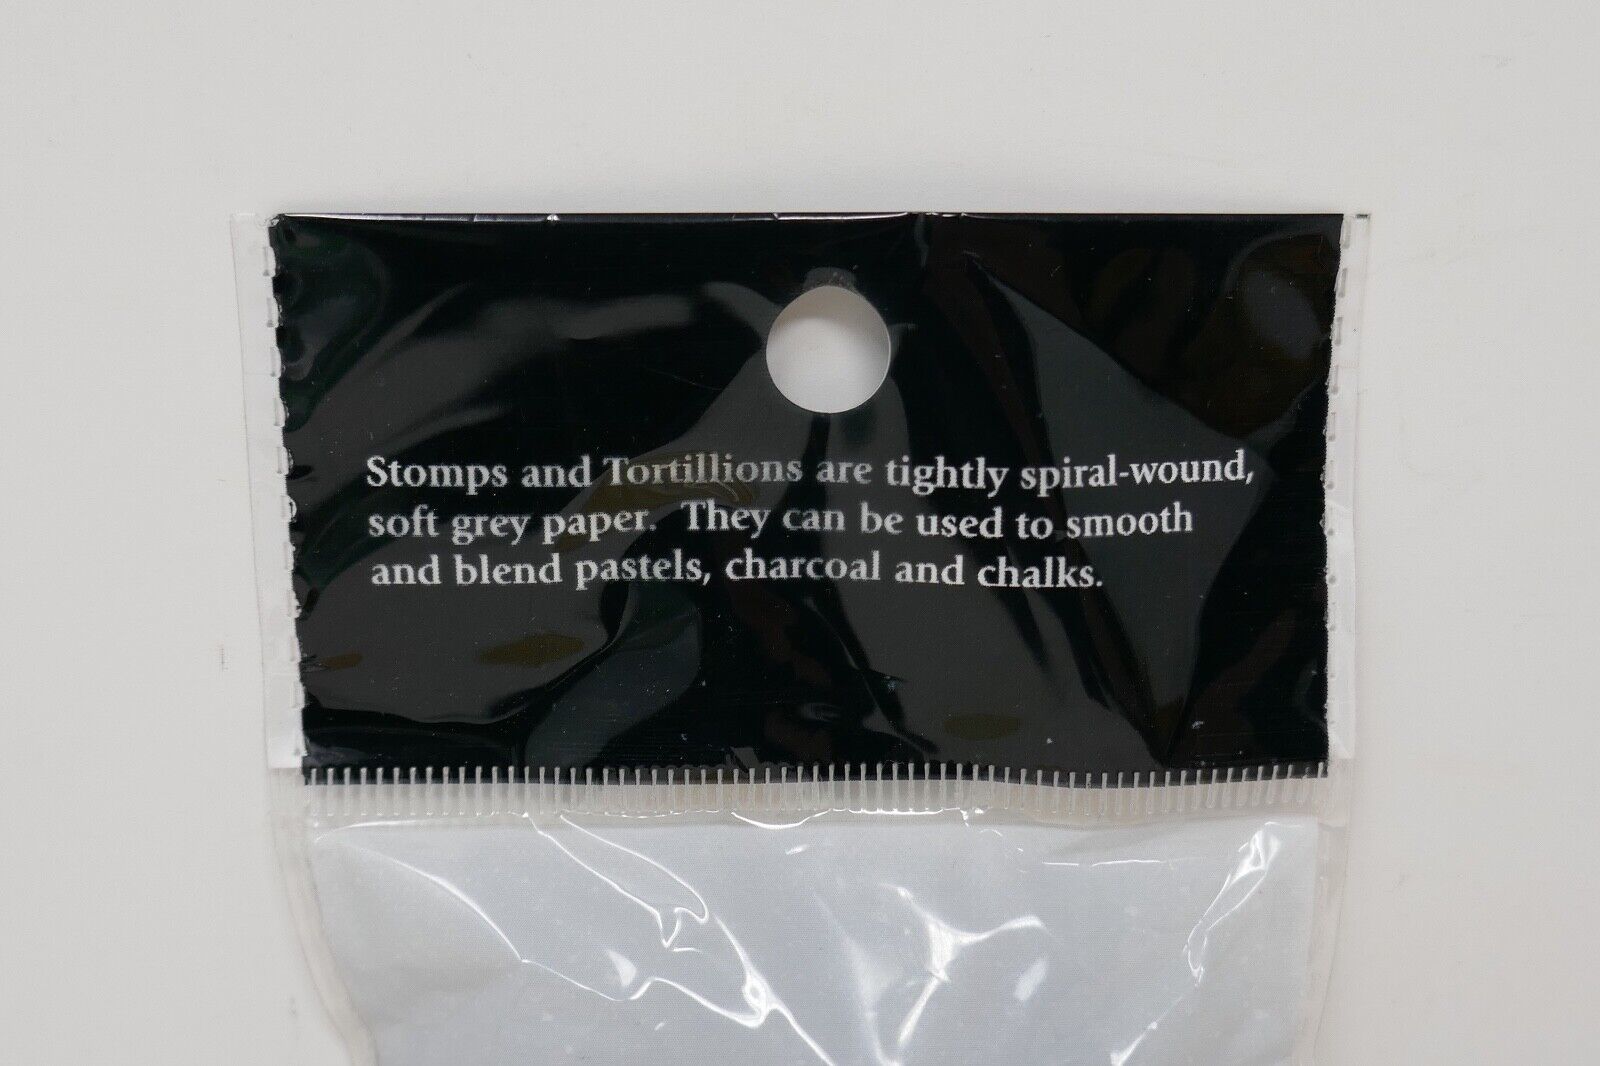 Stomps and Tortillions are tightly spiral-wound,
soft grey paper. They can be used to smooth
and blend pastels, charcoal and chalks.